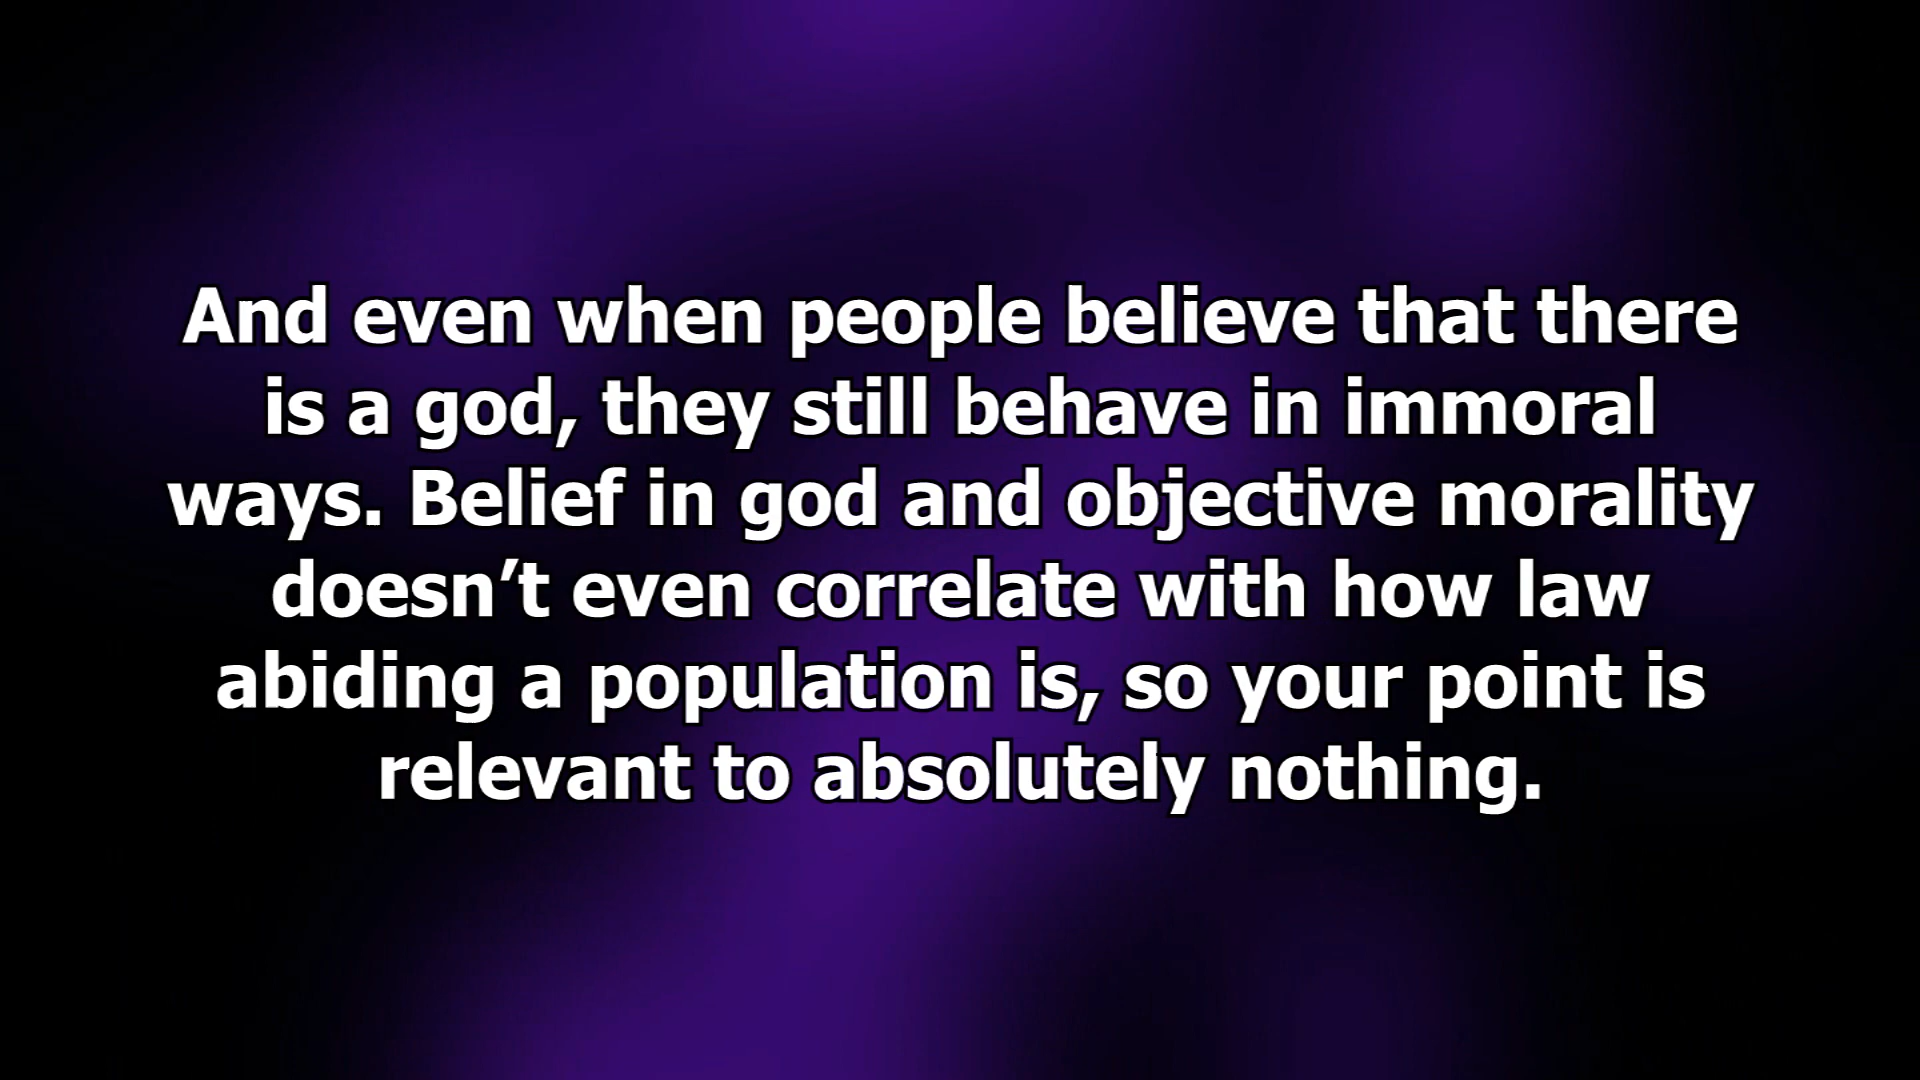 And even when people believe that there
is a god, they still behave in immoral
ways. Belief in god and objective morality
doesn’t even correlate with how law
abiding a population is, so your point is
relevant to absolutely nothing.